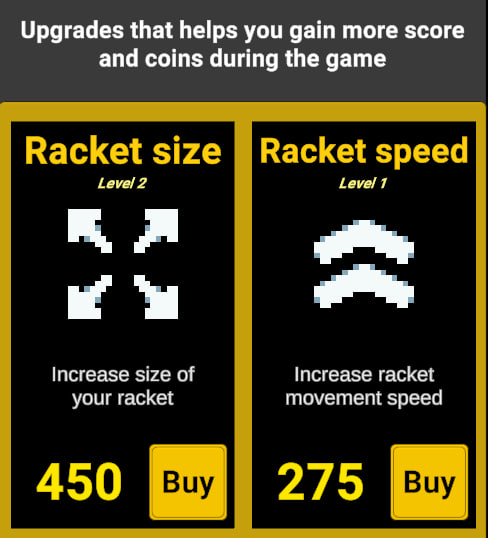 Upgrades that helps you gain more score
and coins during the game
Racket size
Level 2
Increase size of
your racket
450
Buy
Racket speed
Level 1
Increase racket
movement speed
275
Buy